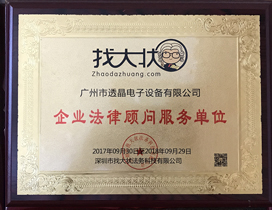 找大状
Zhaodazhuang.com
广州市透晶电子设备有限公司
企业法律顾问服务单位
2017年09月30日至2018年09月29日
深圳市找大状法务科技有限公司